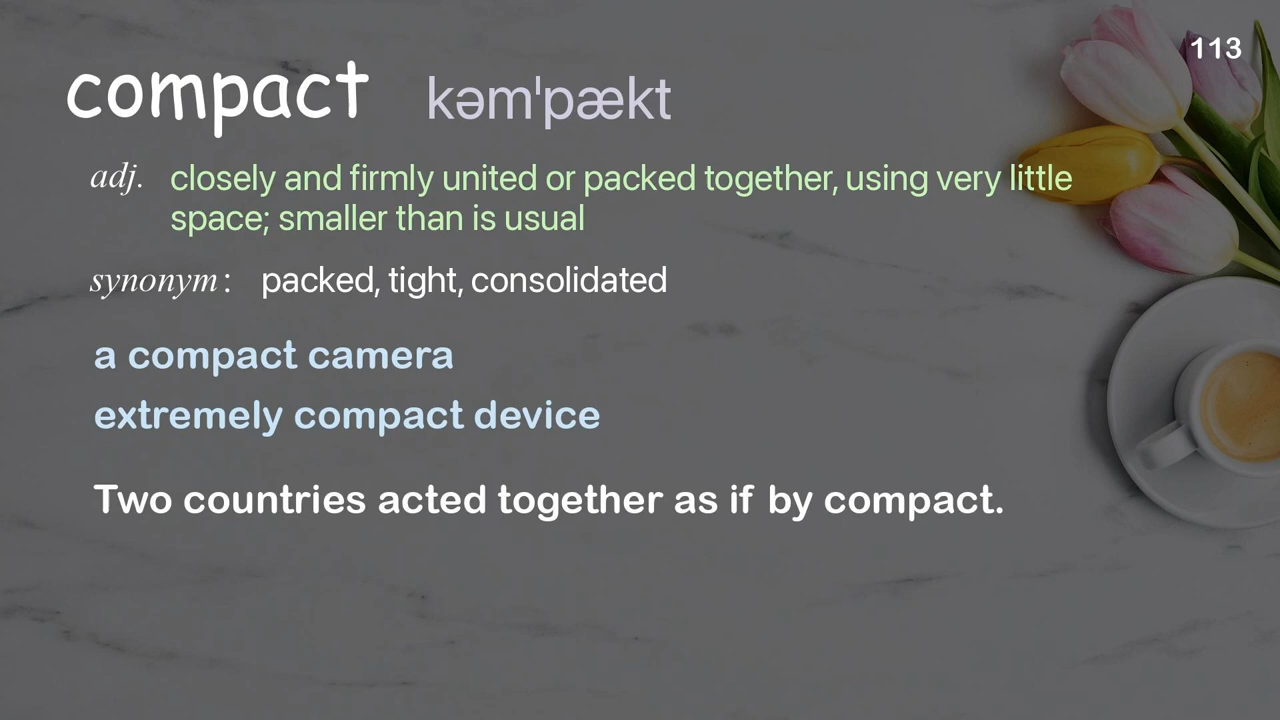 113
compact kəmˈpækt
adj. closely and firmly united or packed together, using very little
space; smaller than is usual
synonym: packed, tight, consolidated
a compact camera
extremely compact device
Two countries acted together as if by compact.